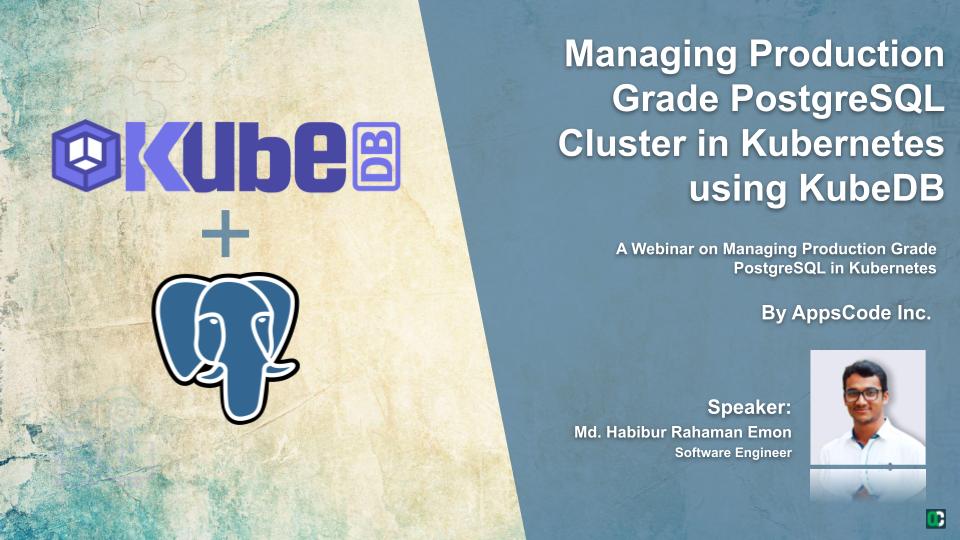 KubeDB
+
Managing Production
Grade PostgreSQL
Cluster in Kubernetes
using KubeDB
A Webinar on Managing Production Grade
PostgreSQL in Kubernetes
By AppsCode Inc.
Speaker:
Md. Habibur Rahaman Emon
Software Engineer